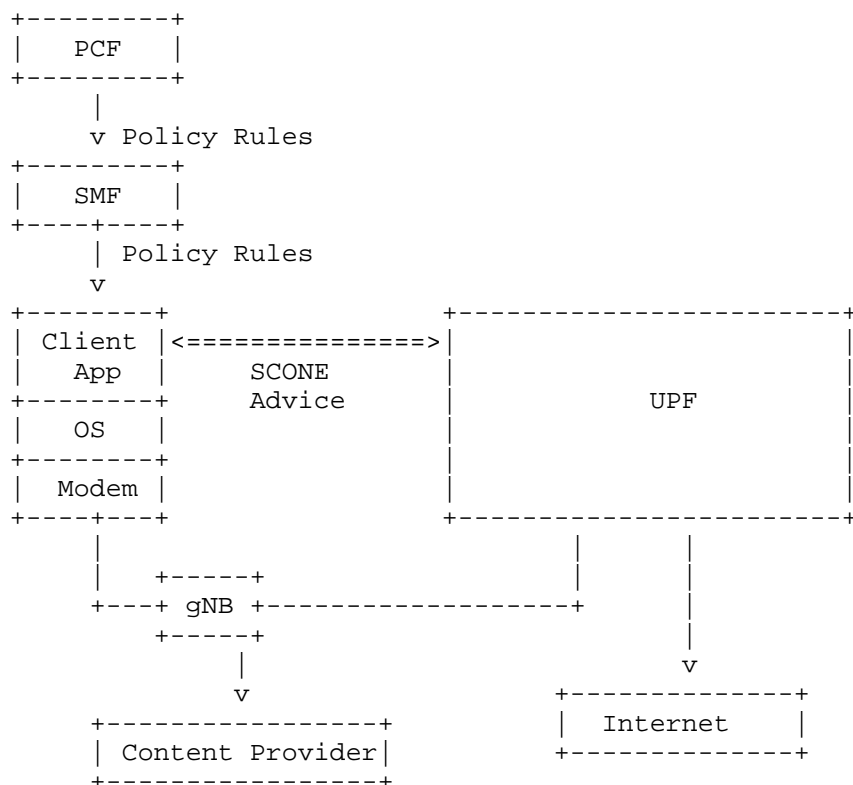 PCF
v Policy Rules
SMF
Policy Rules
v
Client
App
SCONE
Advice
UPF
OS
Modem
gNB
v
v
Content Provider
Internet